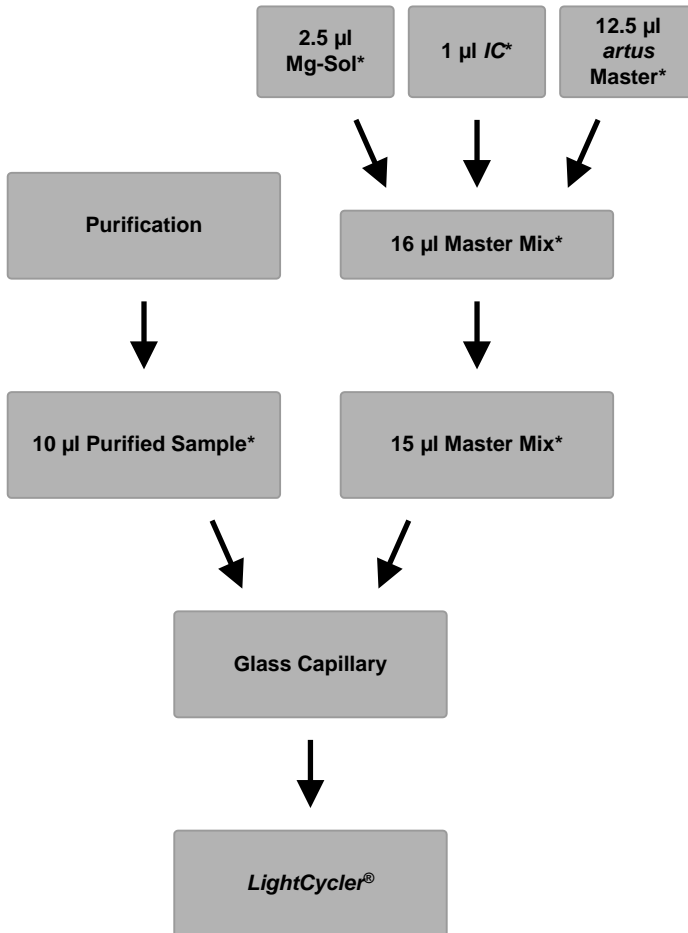 2.5 µl
Mg-Sol*
1 µl IC*
12.5 µl
artus
Master*
Purification
16 µl Master Mix*
10 µl Purified Sample*
15 µl Master Mix*
Glass Capillary
LightCycler®